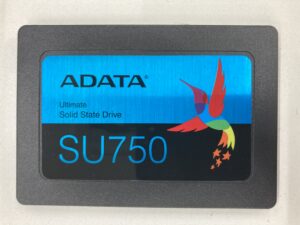 ADATA
Ultimate
Solid State Drive
SU750